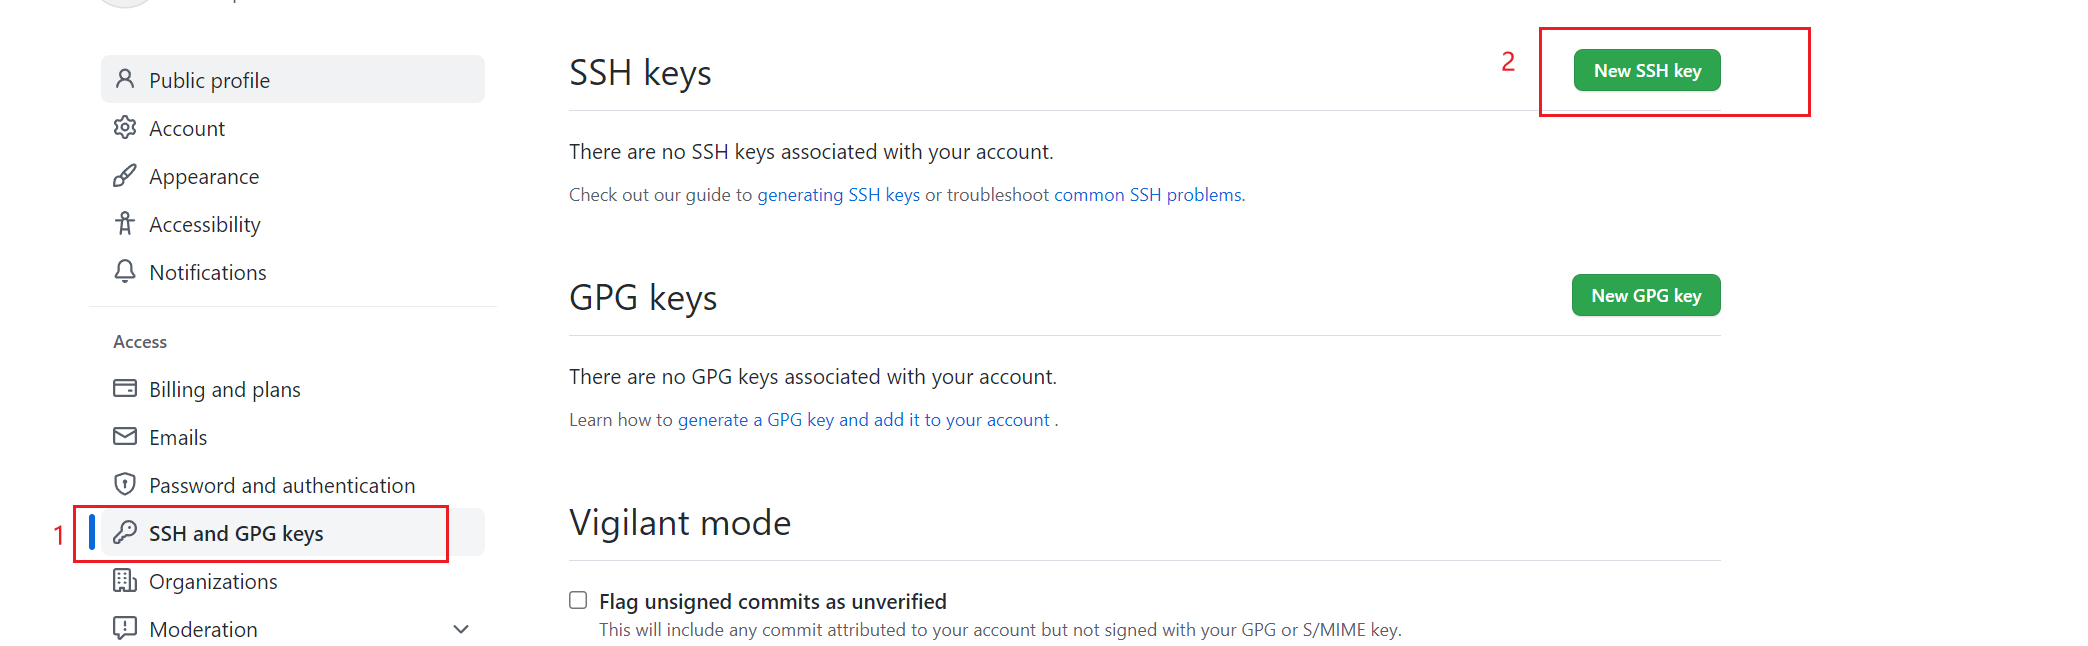 Public profile
Account
Appearance
Accessibility
Notifications
Access
Billing and plans
Emails
Password and authentication
1
SSH and GPG keys
Organizations
Moderation
SSH keys
2
New SSH key
There are no SSH keys associated with your account.
Check out our guide to generating SSH keys or troubleshoot common SSH problems.
GPG keys
New GPG key
There are no GPG keys associated with your account.
Learn how to generate a GPG key and add it to your account .
Vigilant mode
Flag unsigned commits as unverified
This will include any commit attributed to your account but not signed with your GPG or S/MIME key.